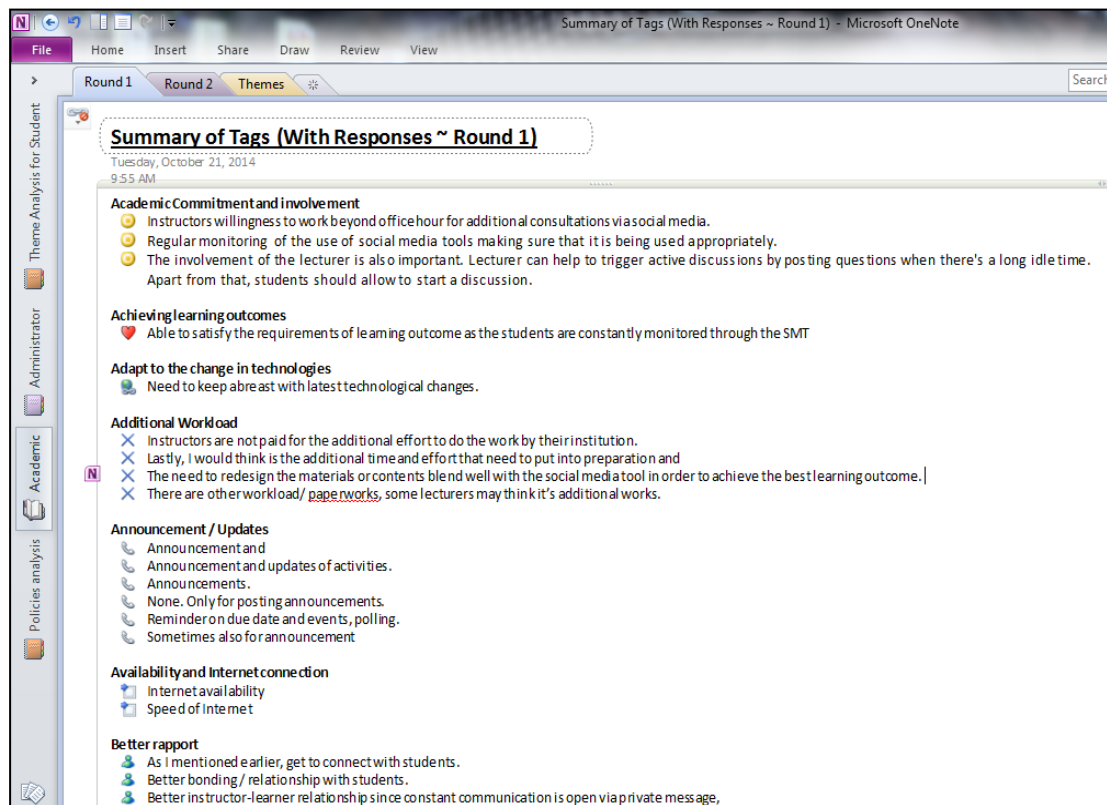 Summary of Tags (With Responses ~ Round 1) - Microsoft OneNote
File Home Insert Share Draw Review View
Round 1 Round 2 Themes
Search
Theme Analysis for Student
Administrator
Academic
Policies analysis
Summary of Tags (With Responses ~ Round 1)
Tuesday, October 21, 2014
9:55 AM
Academic Commitment and involvement
Instructors willingness to work beyond office hour for additional consultations via social media.
Regular monitoring of the use of social media tools making sure that it is being used appropriately.
The involvement of the lecturer is also important. Lecturer can help to trigger active discussions by posting questions when there's a long idle time.
Apart from that, students should allow to start a discussion.
Achieving learning outcomes
Able to satisfy the requirements of learning outcome as the students are constantly monitored through the SMT
Adapt to the change in technologies
Need to keep abreast with latest technological changes.
Additional Workload
Instructors are not paid for the additional effort to do the work by their institution.
Lastly, I would think is the additional time and effort that need to put into preparation and
The need to redesign the materials or contents blend well with the social media tool in order to achieve the best learning outcome.
There are other workload/ paperworks, some lecturers may think it's additional works.
Announcement / Updates
Announcement and
Announcement and updates of activities.
Announcements.
None. Only for posting announcements.
Reminder on due date and events, polling.
Sometimes also for announcement
Availability and Internet connection
Internet availability
Speed of Internet
Better rapport
As I mentioned earlier, get to connect with students.
Better bonding / relationship with students.
Better instructor-learner relationship since constant communication is open via private message,